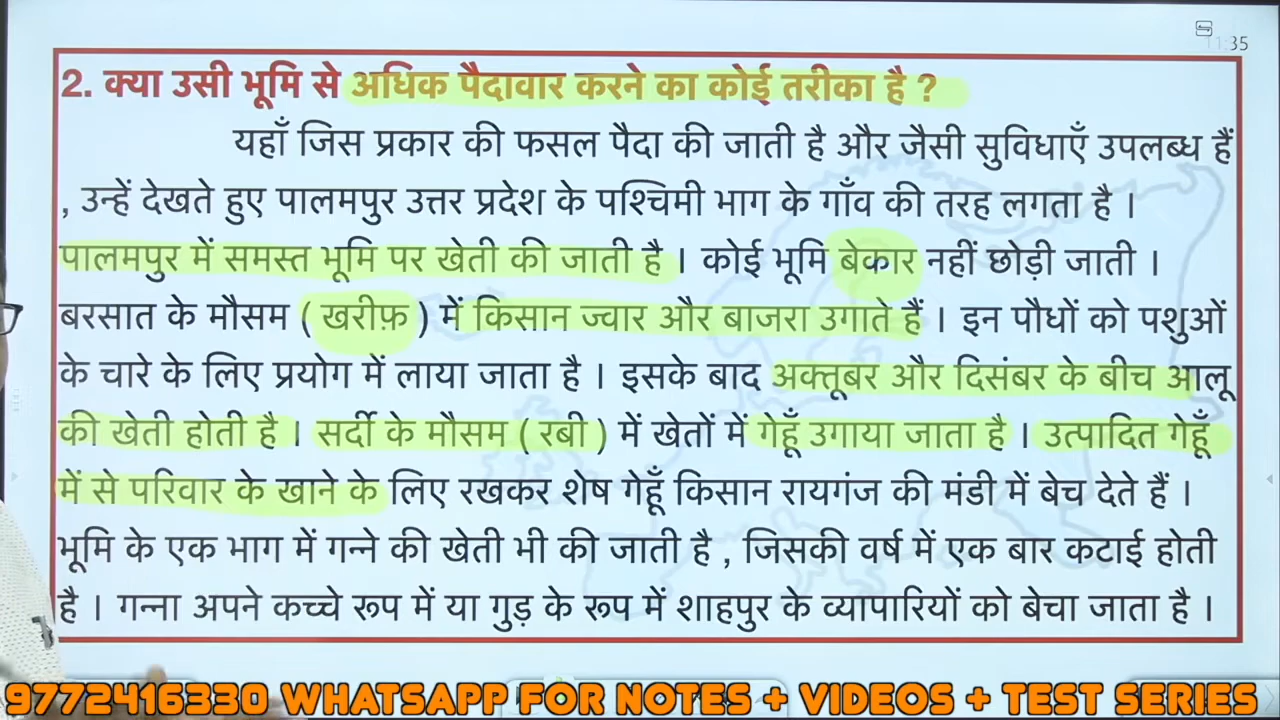 11:35
2. क्या उसी भूमि से अधिक पैदावार करने का कोई तरीका है ?
यहाँ जिस प्रकार की फसल पैदा की जाती है और जैसी सुविधाएँ उपलब्ध हैं
, उन्हें देखते हुए पालमपुर उत्तर प्रदेश के पश्चिमी भाग के गाँव की तरह लगता है ।
पालमपुर में समस्त भूमि पर खेती की जाती है । कोई भूमि बेकार नहीं छोड़ी जाती ।
बरसात के मौसम ( खरीफ़ ) में किसान ज्वार और बाजरा उगाते हैं । इन पौधों को पशुओं
के चारे के लिए प्रयोग में लाया जाता है । इसके बाद अक्तूबर और दिसंबर के बीच आलू
की खेती होती है । सर्दी के मौसम ( रबी ) में खेतों में गेहूँ उगाया जाता है । उत्पादित गेहूँ
में से परिवार के खाने के लिए रखकर शेष गेहूँ किसान रायगंज की मंडी में बेच देते हैं ।
भूमि के एक भाग में गन्ने की खेती भी की जाती है , जिसकी वर्ष में एक बार कटाई होती
है । गन्ना अपने कच्चे रूप में या गुड़ के रूप में शाहपुर के व्यापारियों को बेचा जाता है ।
9772416330 WHATSAPP FOR NOTES + VIDEOS + TEST SERIES